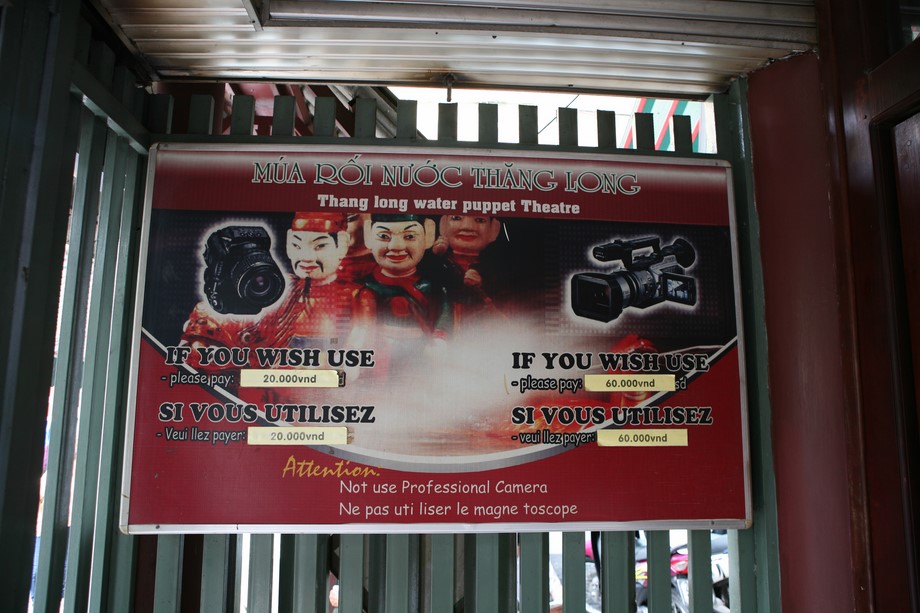 MÚA RỐI NƯỚC THĂNG LONG
Thang long water puppet Theatre
IF YOU WISH USE
- please pay: 20.000vnd
SI VOUS UTILISEZ
- Veui llez payer: 20.000vnd
IF YOU WISH USE
- please pay: 60.000vnd
SI VOUS UTILISEZ
- veui llez payer: 60.000vnd
Attention:
Not use Professional Camera
Ne pas uti liser le magne toscope